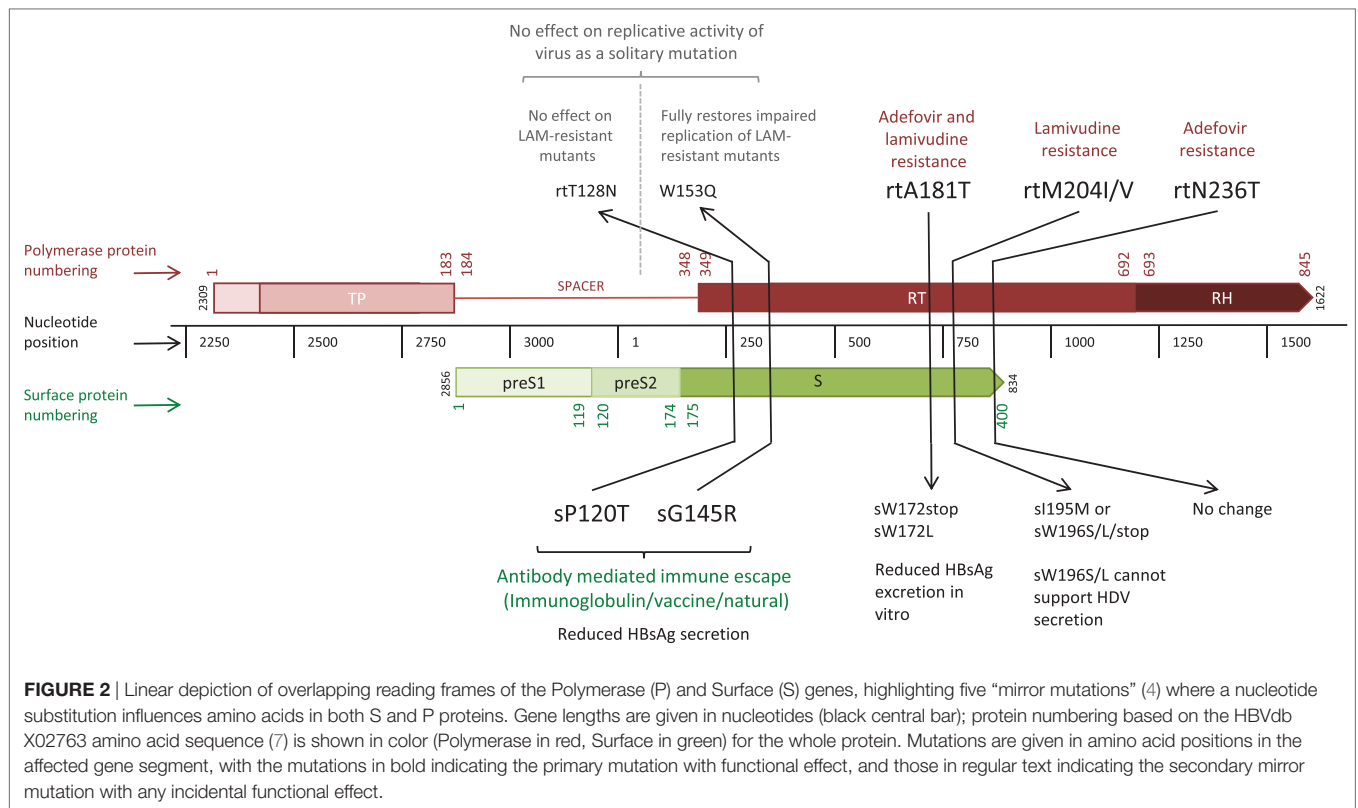 No effect on replicative activity of
virus as a solitary mutation
No effect on
LAM-resistant
mutants
Fully restores impaired
replication of LAM-
resistant mutants
Adefovir and
lamivudine
resistance
Lamivudine
resistance
Adefovir
resistance
rtT128N
W153Q
rtA181T
rtM204I/V
rtN236T
Polymerase protein
numbering
1
183
184
348
349
692
693
845
2309
TP
SPACER
RT
RH
1622
Nucleotide
position
2250
2500
2750
3000
1
250
500
750
1000
1250
1500
2856
preS1
preS2
S
834
Surface protein
numbering
1
119
120
174
175
400
sP120T
sG145R
sW172stop
sW172L
sI195M or
sW196S/L/stop
No change
Antibody mediated immune escape
(Immunoglobulin/vaccine/natural)
Reduced HBsAg secretion
Reduced HBsAg
excretion in
vitro
sW196S/L cannot
support HDV
secretion
FIGURE 2 | Linear depiction of overlapping reading frames of the Polymerase (P) and Surface (S) genes, highlighting five “mirror mutations” (4) where a nucleotide
substitution influences amino acids in both S and P proteins. Gene lengths are given in nucleotides (black central bar); protein numbering based on the HBVdb
X02763 amino acid sequence (7) is shown in color (Polymerase in red, Surface in green) for the whole protein. Mutations are given in amino acid positions in the
affected gene segment, with the mutations in bold indicating the primary mutation with functional effect, and those in regular text indicating the secondary mirror
mutation with any incidental functional effect.